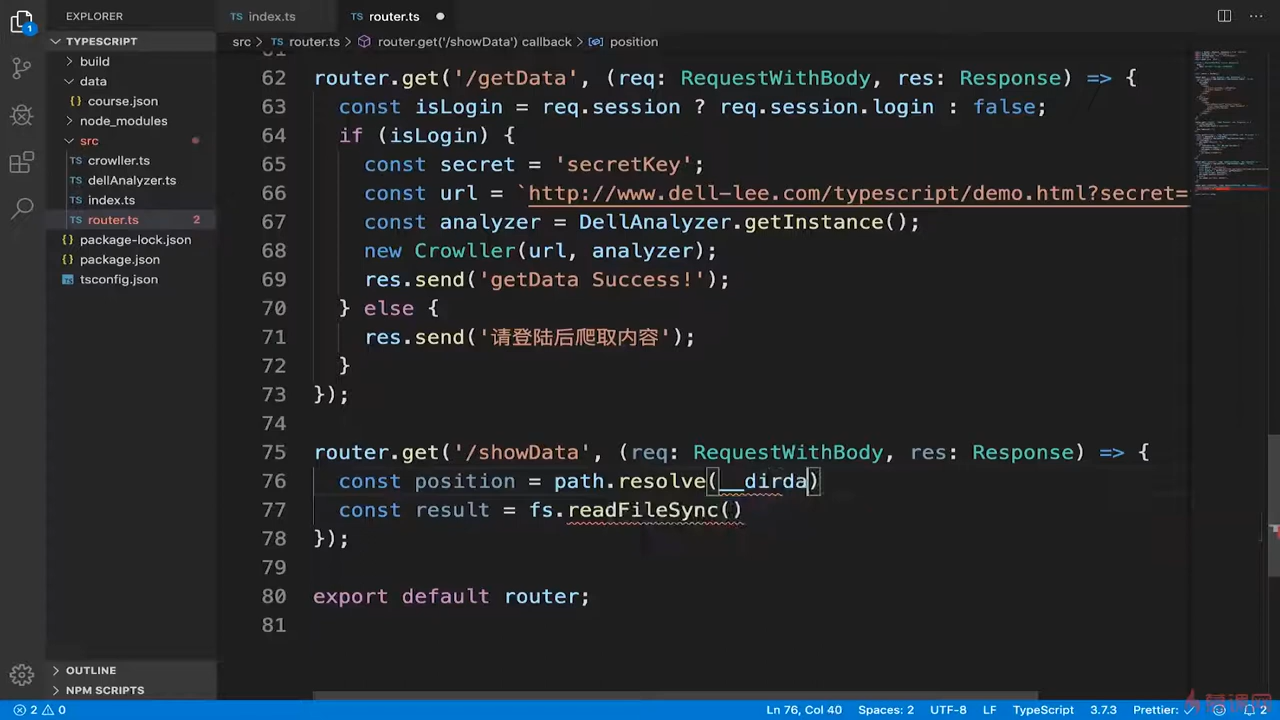 EXPLORER
TS index.ts
TS router.ts
1
TYPESCRIPT
src > TS router.ts > router.get('/showData') callback > position
build
data
{} course.json
node_modules
src
TS crowller.ts
TS dellAnalyzer.ts
TS index.ts
TS router.ts 2
{} package-lock.json
{} package.json
tsconfig.json
61
62 router.get('/getData', (req: RequestWithBody, res: Response) => {
63 const isLogin = req.session ? req.session.login : false;
64 if (isLogin) {
65 const secret = 'secretKey';
66 const url = `http://www.dell-lee.com/typescript/demo.html?secret=
67 const analyzer = DellAnalyzer.getInstance();
68 new Crowller(url, analyzer);
69 res.send('getData Success!');
70 } else {
71 res.send('请登陆后爬取内容');
72 }
73 });
74
75 router.get('/showData', (req: RequestWithBody, res: Response) => {
76 const position = path.resolve(__dirda)
77 const result = fs.readFileSync()
78 });
79
80 export default router;
81
OUTLINE
NPM SCRIPTS
2 0
Ln 76, Col 40
Spaces: 2
UTF-8
LF
TypeScript
3.7.3
Prettier: ✓
2